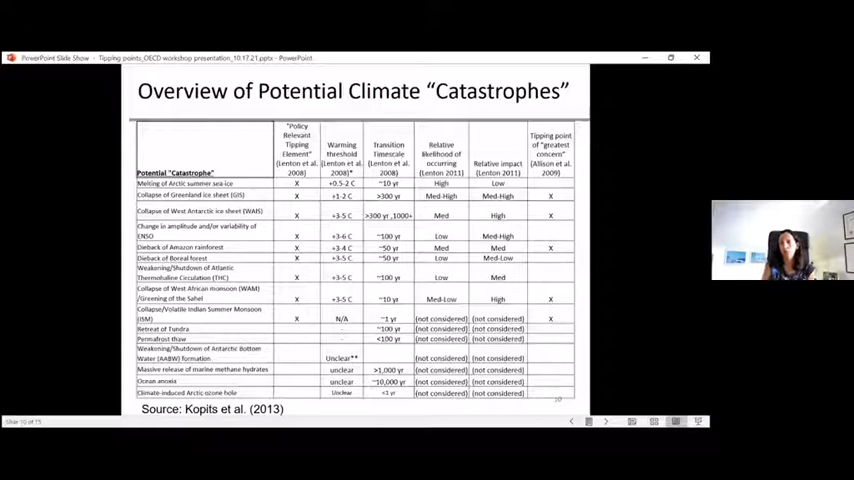 PowerPoint Slide Show - Tipping points_OECD workshop presentation_10.17.21.pptx - PowerPoint
Overview of Potential Climate “Catastrophes”
Potential "Catastrophe"
"Policy Relevant Tipping Element" (Lenton et al. 2008)
Warming threshold (Lenton et al. 2008)*
Transition Timescale (Lenton et al. 2008)
Relative likelihood of occurring (Lenton 2011)
Relative impact (Lenton 2011)
Tipping point of "greatest concern" (Allison et al. 2009)
Melting of Arctic summer sea-ice X +0.5-2 C ~10 yr High Low
Collapse of Greenland ice sheet (GIS) X +1-2 C >300 yr Med-High Med-High X
Collapse of West Antarctic ice sheet (WAIS) X +3-5 C >300 yr ,1000+ Med High X
Change in amplitude and/or variability of ENSO X +3-6 C ~100 yr Low Med-High
Dieback of Amazon rainforest X +3-4 C ~50 yr Med Med X
Dieback of Boreal forest X +3-5C ~50 yr Low Med-Low
Weakening/Shutdown of Atlantic Thermohaline Circulation (THC) X +3-5 C ~100 yr Low Med
Collapse of West African monsoon (WAM) /Greening of the Sahel X +3-5 C ~10 yr Med-Low High X
Collapse/Volatile Indian Summer Monsoon (ISM) X N/A ~1 yr (not considered) (not considered) X
Retreat of Tundra - ~100 yr (not considered) (not considered)
Permafrost thaw - <100 yr (not considered) (not considered)
Weakening/Shutdown of Antarctic Bottom Water (AABW) formation Unclear** (not considered) (not considered)
Massive release of marine methane hydrates unclear >1,000 yr (not considered) (not considered)
Ocean anoxia unclear ~10,000 yr (not considered) (not considered)
Climate-induced Arctic ozone hole Unclear <1 yr (not considered) (not considered)
10
Source: Kopits et al. (2013)
Slide 10 of 15